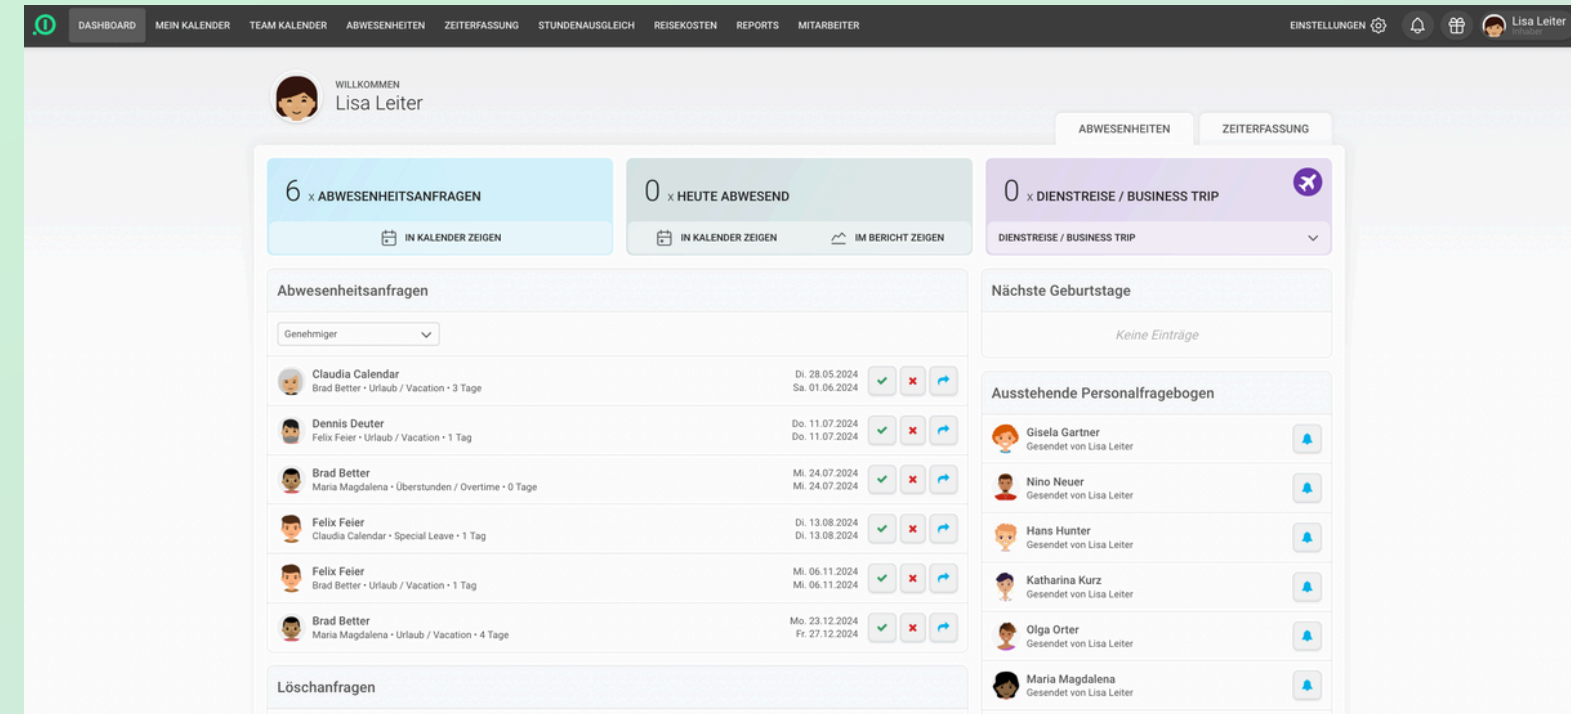 DASHBOARD MEIN KALENDER TEAM KALENDER ABWESENHEITEN ZEITERFASSUNG STUNDENAUSGLEICH REISEKOSTEN REPORTS MITARBEITER EINSTELLUNGEN Lisa Leiter
Inhaber
WILLKOMMEN
Lisa Leiter
ABWESENHEITEN ZEITERFASSUNG
6 x ABWESENHEITSANFRAGEN
IN KALENDER ZEIGEN
0 x HEUTE ABWESEND
IN KALENDER ZEIGEN IM BERICHT ZEIGEN
0 x DIENSTREISE / BUSINESS TRIP
DIENSTREISE / BUSINESS TRIP
Abwesenheitsanfragen
Genehmiger
Claudia Calendar Di. 28.05.2024
Brad Better • Urlaub / Vacation • 3 Tage Sa. 01.06.2024
Dennis Deuter Do. 11.07.2024
Felix Feier • Urlaub / Vacation • 1 Tag Do. 11.07.2024
Brad Better Mi. 24.07.2024
Maria Magdalena • Überstunden / Overtime • 0 Tage Mi. 24.07.2024
Felix Feier Di. 13.08.2024
Claudia Calendar • Special Leave • 1 Tag Di. 13.08.2024
Felix Feier Mi. 06.11.2024
Brad Better • Urlaub / Vacation • 1 Tag Mi. 06.11.2024
Brad Better Mo. 23.12.2024
Maria Magdalena • Urlaub / Vacation • 4 Tage Fr. 27.12.2024
Löschanfragen
Nächste Geburtstage
Keine Einträge
Ausstehende Personalfragebogen
Gisela Gartner
Gesendet von Lisa Leiter
Nino Neuer
Gesendet von Lisa Leiter
Hans Hunter
Gesendet von Lisa Leiter
Katharina Kurz
Gesendet von Lisa Leiter
Olga Orter
Gesendet von Lisa Leiter
Maria Magdalena
Gesendet von Lisa Leiter